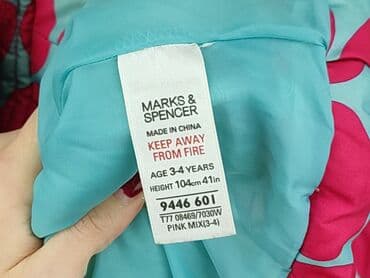 MARKS &
SPENCER
MADE IN CHINA
KEEP AWAY
FROM FIRE
AGE 3-4 YEARS
HEIGHT 104cm 41in
9446 601
T77 08469/7030W
PINK MIX(3-4)